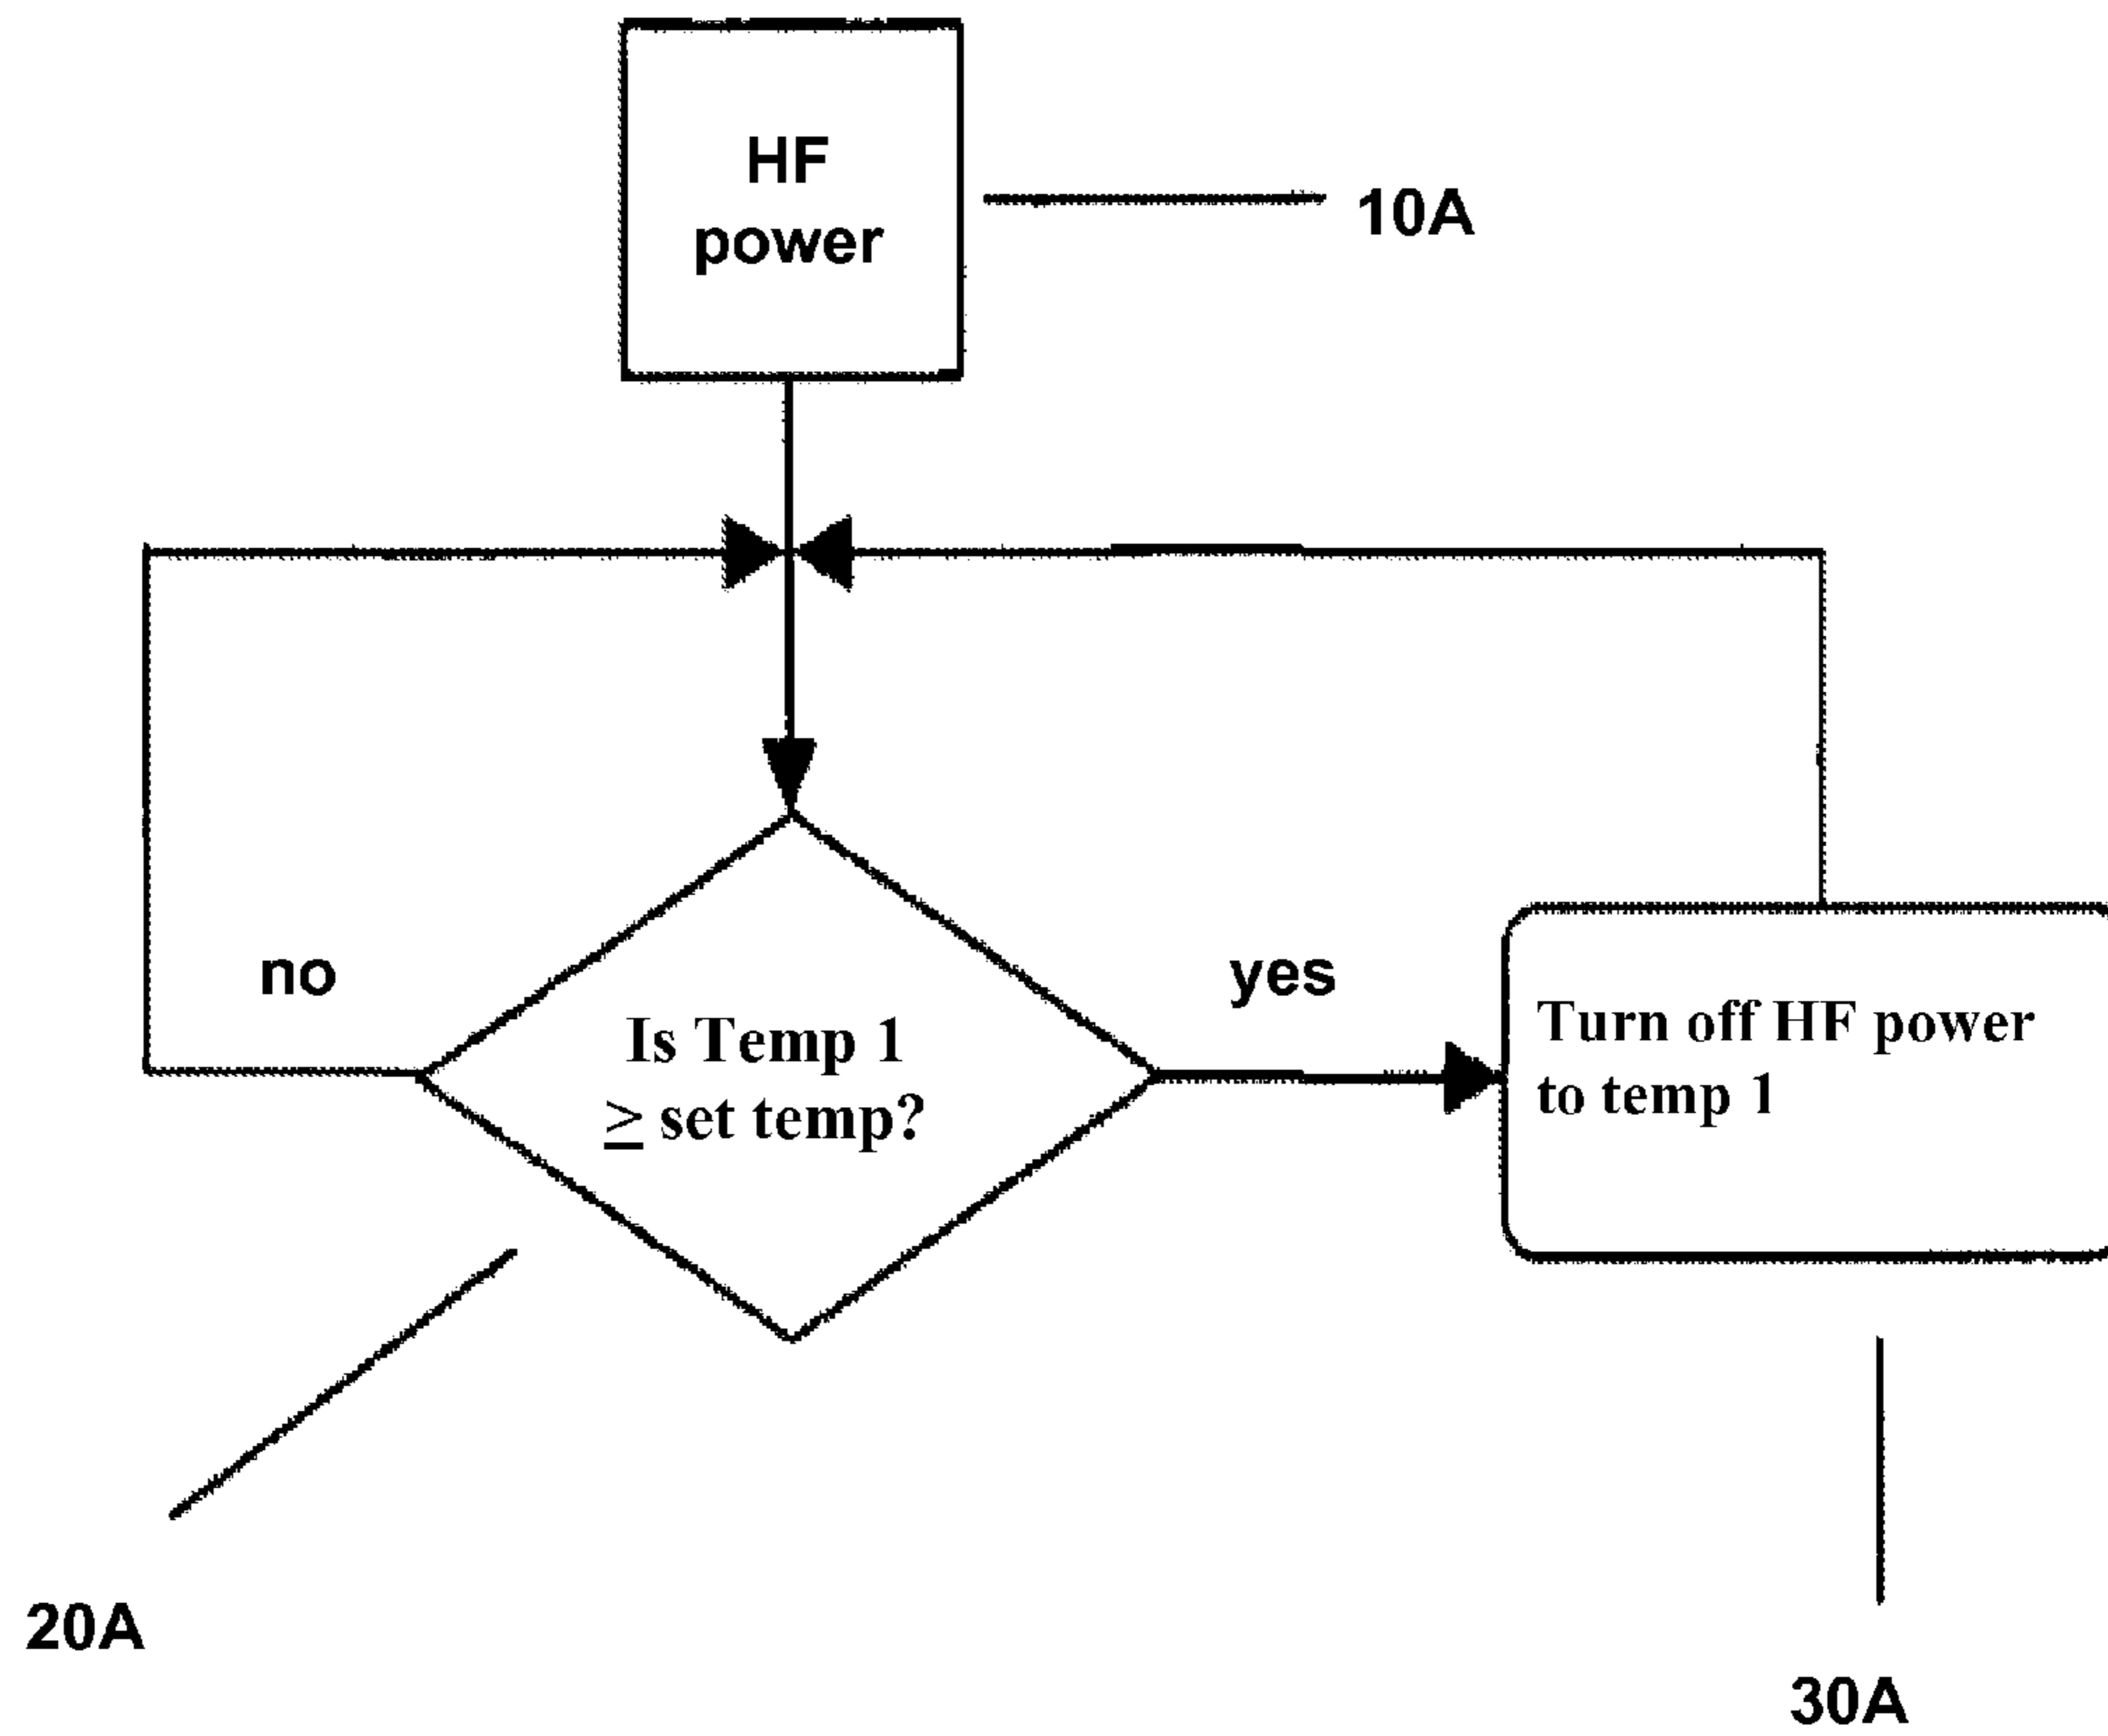 HF
power
10A
no
yes
Is Temp 1
≥ set temp?
Turn off HF power
to temp 1
20A
30A